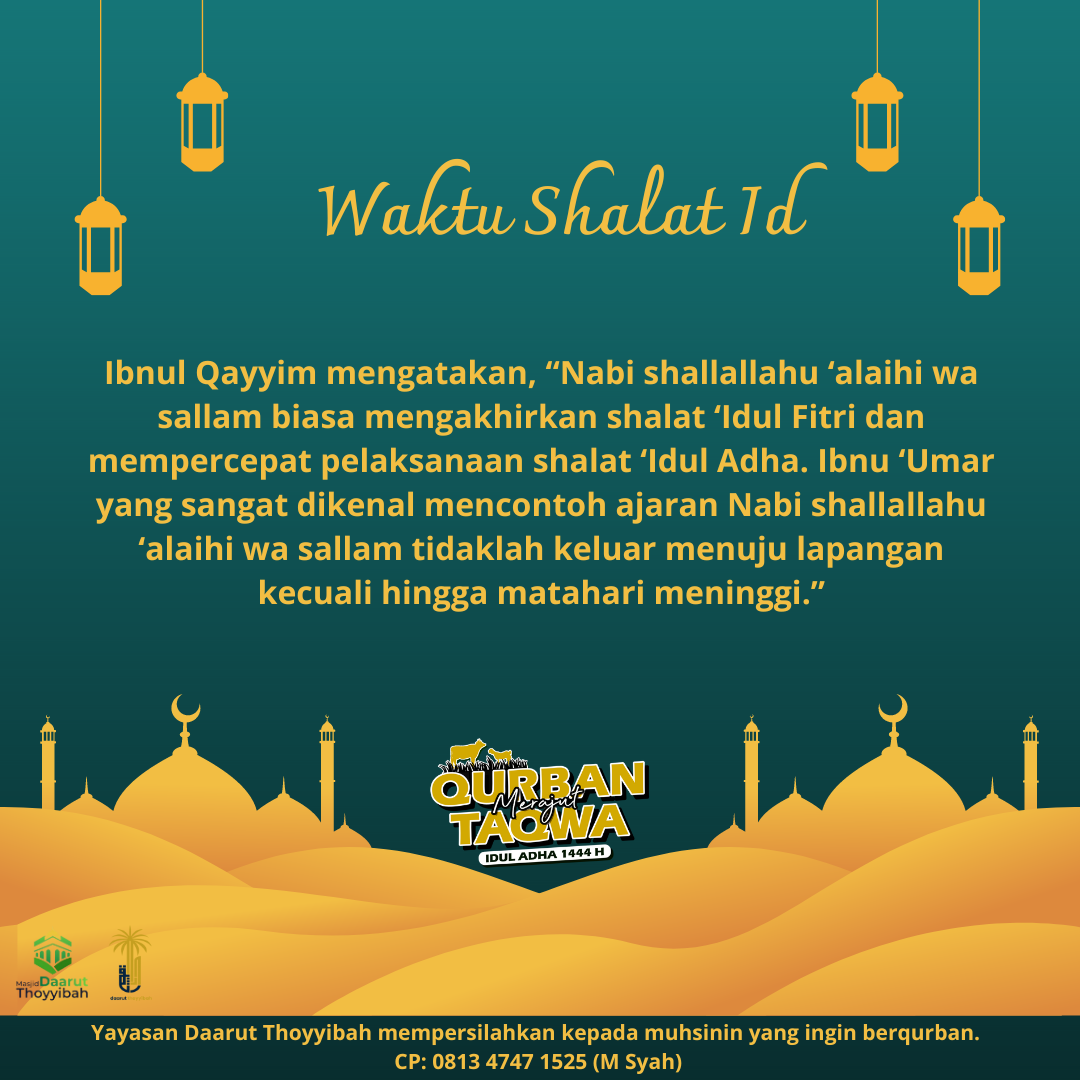 Waktu Shalat Id
Ibnul Qayyim mengatakan, “Nabi shallallahu ‘alaihi wa
sallam biasa mengakhirkan shalat ‘Idul Fitri dan
mempercepat pelaksanaan shalat ‘Idul Adha. Ibnu ‘Umar
yang sangat dikenal mencontoh ajaran Nabi shallallahu
‘alaihi wa sallam tidaklah keluar menuju lapangan
kecuali hingga matahari meninggi.”
QURBAN
Merajut
TAQWA
IDUL ADHA 1444 H
Masjid Daarut
Thoyyibah
daarut
Yayasan Daarut Thoyyibah mempersilahkan kepada muhsinin yang ingin berqurban.
CP: 0813 4747 1525 (M Syah)